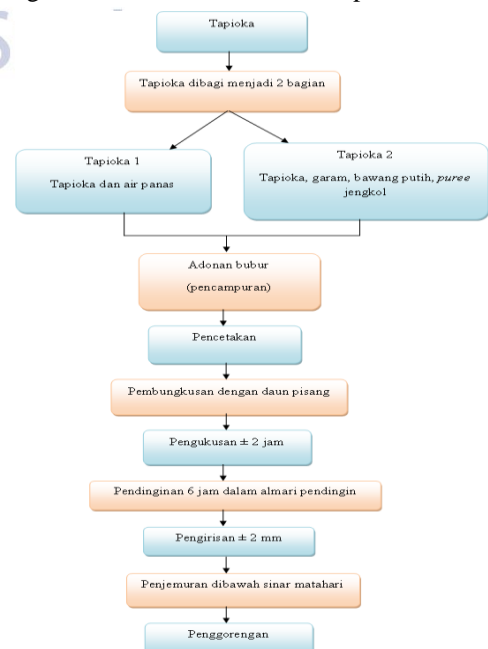 Tapioka
Tapioka dibagi menjadi 2 bagian
Tapioka 1
Tapioka dan air panas
Tapioka 2
Tapioka, garam, bawang putih, puree
jengkol
Adonan bubur
(pencampuran)
Pencetakan
Pembungkusan dengan daun pisang
Pengukusan ± 2 jam
Pendinginan 6 jam dalam almari pendingin
Pengirisan ± 2 mm
Penjemuran dibawah sinar matahari
Penggorengan